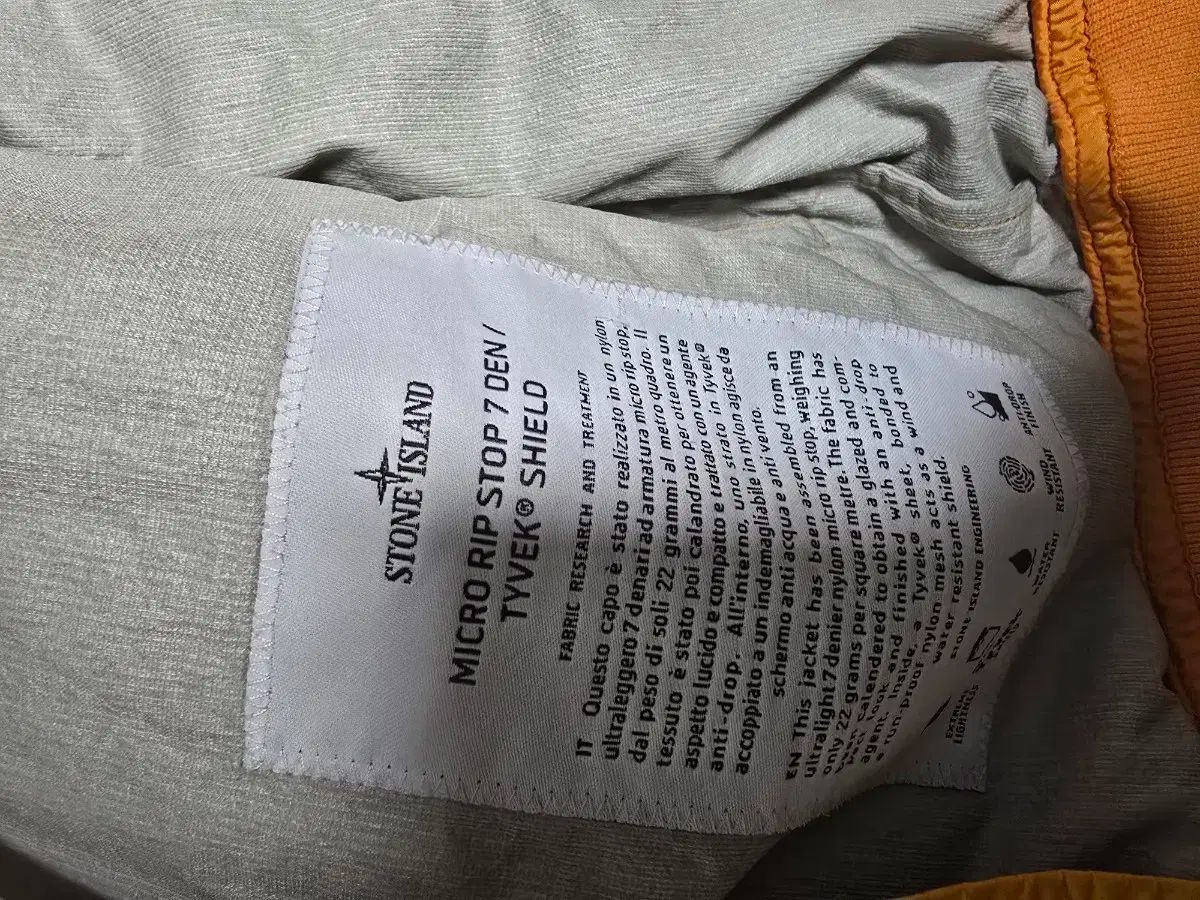 STONE ISLAND
MICRO RIP STOP 7 DEN /
TYVEK® SHIELD
FABRIC RESEARCH AND TREATMENT
IT Questo capo è stato realizzato in un nylon
ultraleggero 7 denari ad armatura micro rip stop,
dal peso di soli 22 grammi al metro quadro. Il
tessuto è stato poi calandrato per ottenere un
aspetto lucido e compatto e trattato con un agente
anti-drop. All'interno, uno strato in Tyvek®
accoppiato a un indemagliabile in nylon agisce da
schermo anti acqua e anti vento.
EN This jacket has been assembled from an
ultralight 7 denier nylon micro rip stop, weighing
only 22 grams per square metre. The fabric has
been calendered to obtain a glazed and com-
pact look and finished with an anti-drop
agent. Inside, a Tyvek® sheet, bonded to
a run-proof nylon mesh acts as a wind and
water resistant shield.
STONE ISLAND ENGINEERING
EXTREME
LIGHTNESS
WATER
RESISTANT
WIND
RESISTANT
ANTI-DROP
FINISH